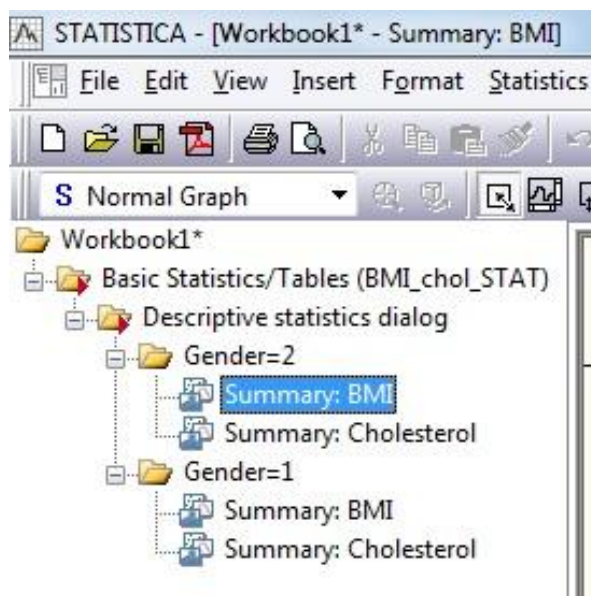 STATISTICA - [Workbook1* - Summary: BMI]
File Edit View Insert Format Statistics
S Normal Graph
Workbook1*
Basic Statistics/Tables (BMI_chol_STAT)
Descriptive statistics dialog
Gender=2
Summary: BMI
Summary: Cholesterol
Gender=1
Summary: BMI
Summary: Cholesterol